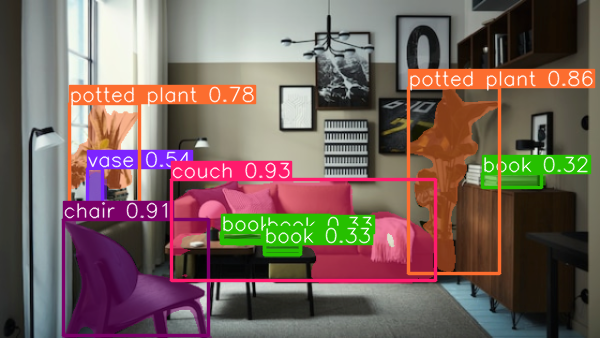 0
potted plant 0.86
potted plant 0.78
vase 0.54
book 0.32
couch 0.93
chair 0.91
book 0.33
book 0.33